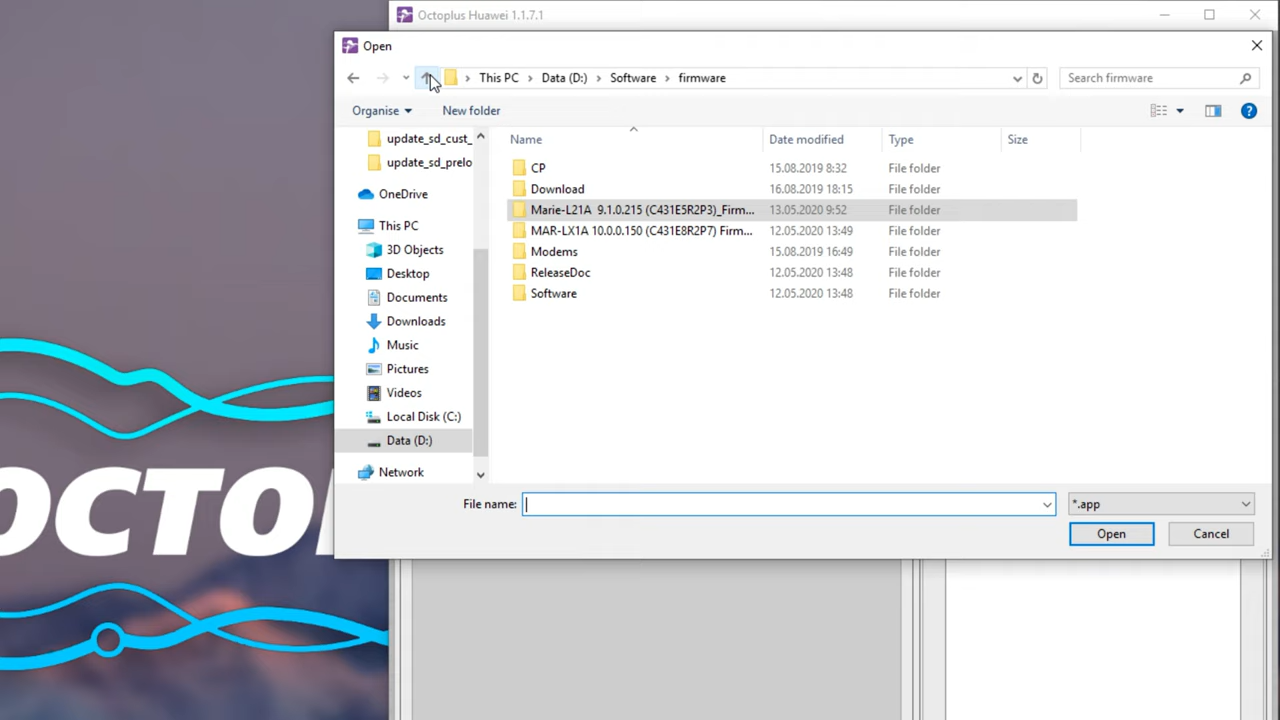 Octoplus Huawei 1.1.7.1
Open
This PC > Data (D:) > Software > firmware
Search firmware
Organise
New folder
Name
Date modified
Type
Size
update_sd_cust_
update_sd_prelo
OneDrive
This PC
3D Objects
Desktop
Documents
Downloads
Music
Pictures
Videos
Local Disk (C:)
Data (D:)
Network
CP 15.08.2019 8:32 File folder
Download 16.08.2019 18:15 File folder
Marie-L21A 9.1.0.215 (C431E5R2P3)_Firm... 13.05.2020 9:52 File folder
MAR-LX1A 10.0.0.150 (C431E8R2P7) Firm... 12.05.2020 13:49 File folder
Modems 15.08.2019 16:49 File folder
ReleaseDoc 12.05.2020 13:48 File folder
Software 12.05.2020 13:48 File folder
File name:
*.app
Open
Cancel
OCTO